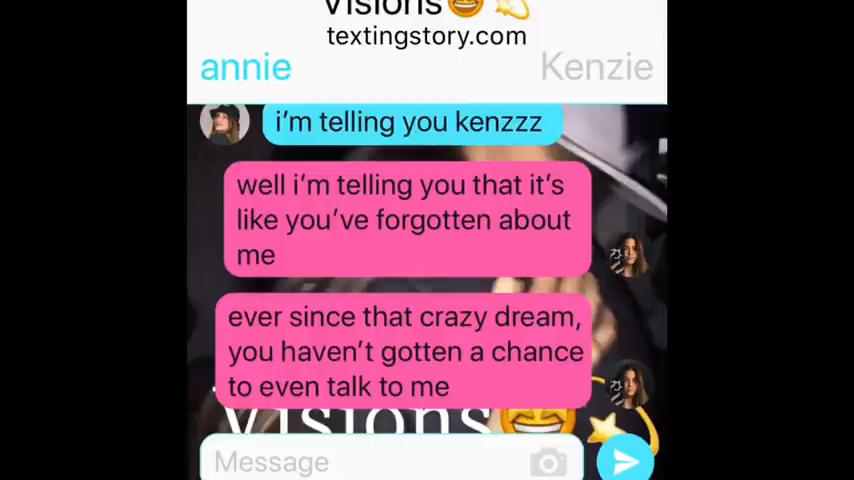 Visions🤩💫
textingstory.com
annie
Kenzie
i'm telling you kenzzz
well i'm telling you that it's
like you've forgotten about
me
ever since that crazy dream,
you haven't gotten a chance
to even talk to me
Visions🤩💫
Message